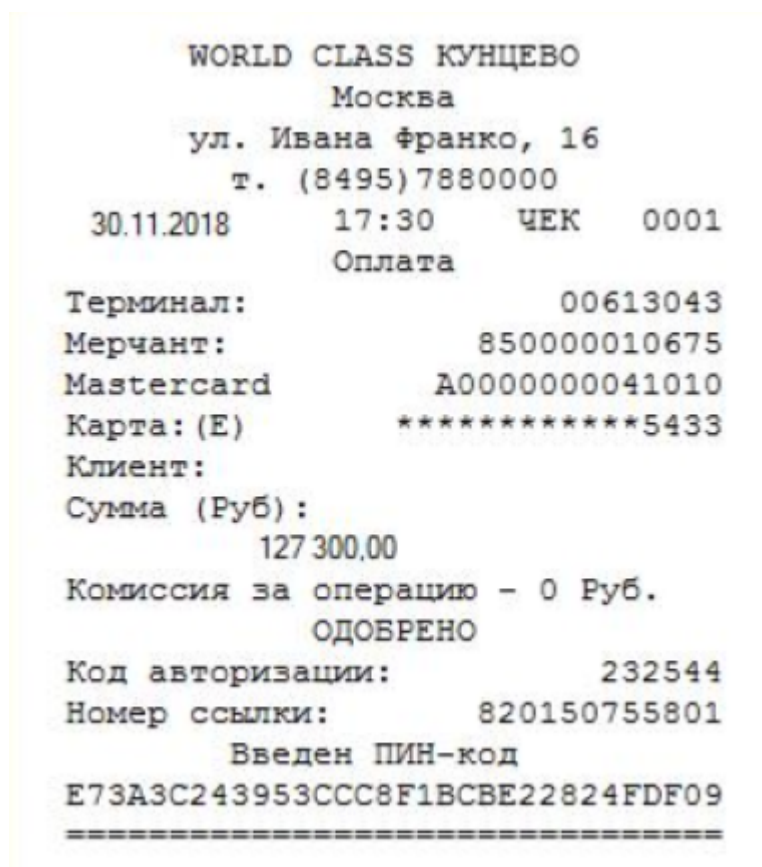 WORLD CLASS КУНЦЕВО
Москва
ул. Ивана Франко, 16
т. (8495)7880000
30.11.2018 17:30 ЧЕК 0001
Оплата
Терминал: 00613043
Мерчант: 850000010675
Mastercard A0000000041010
Карта:(E) ************5433
Клиент:
Сумма (Руб):
127 300,00
Комиссия за операцию - 0 Руб.
ОДОБРЕНО
Код авторизации: 232544
Номер ссылки: 820150755801
Введен ПИН-код
E73A3C243953CCC8F1BCBE22824FDF09
================================